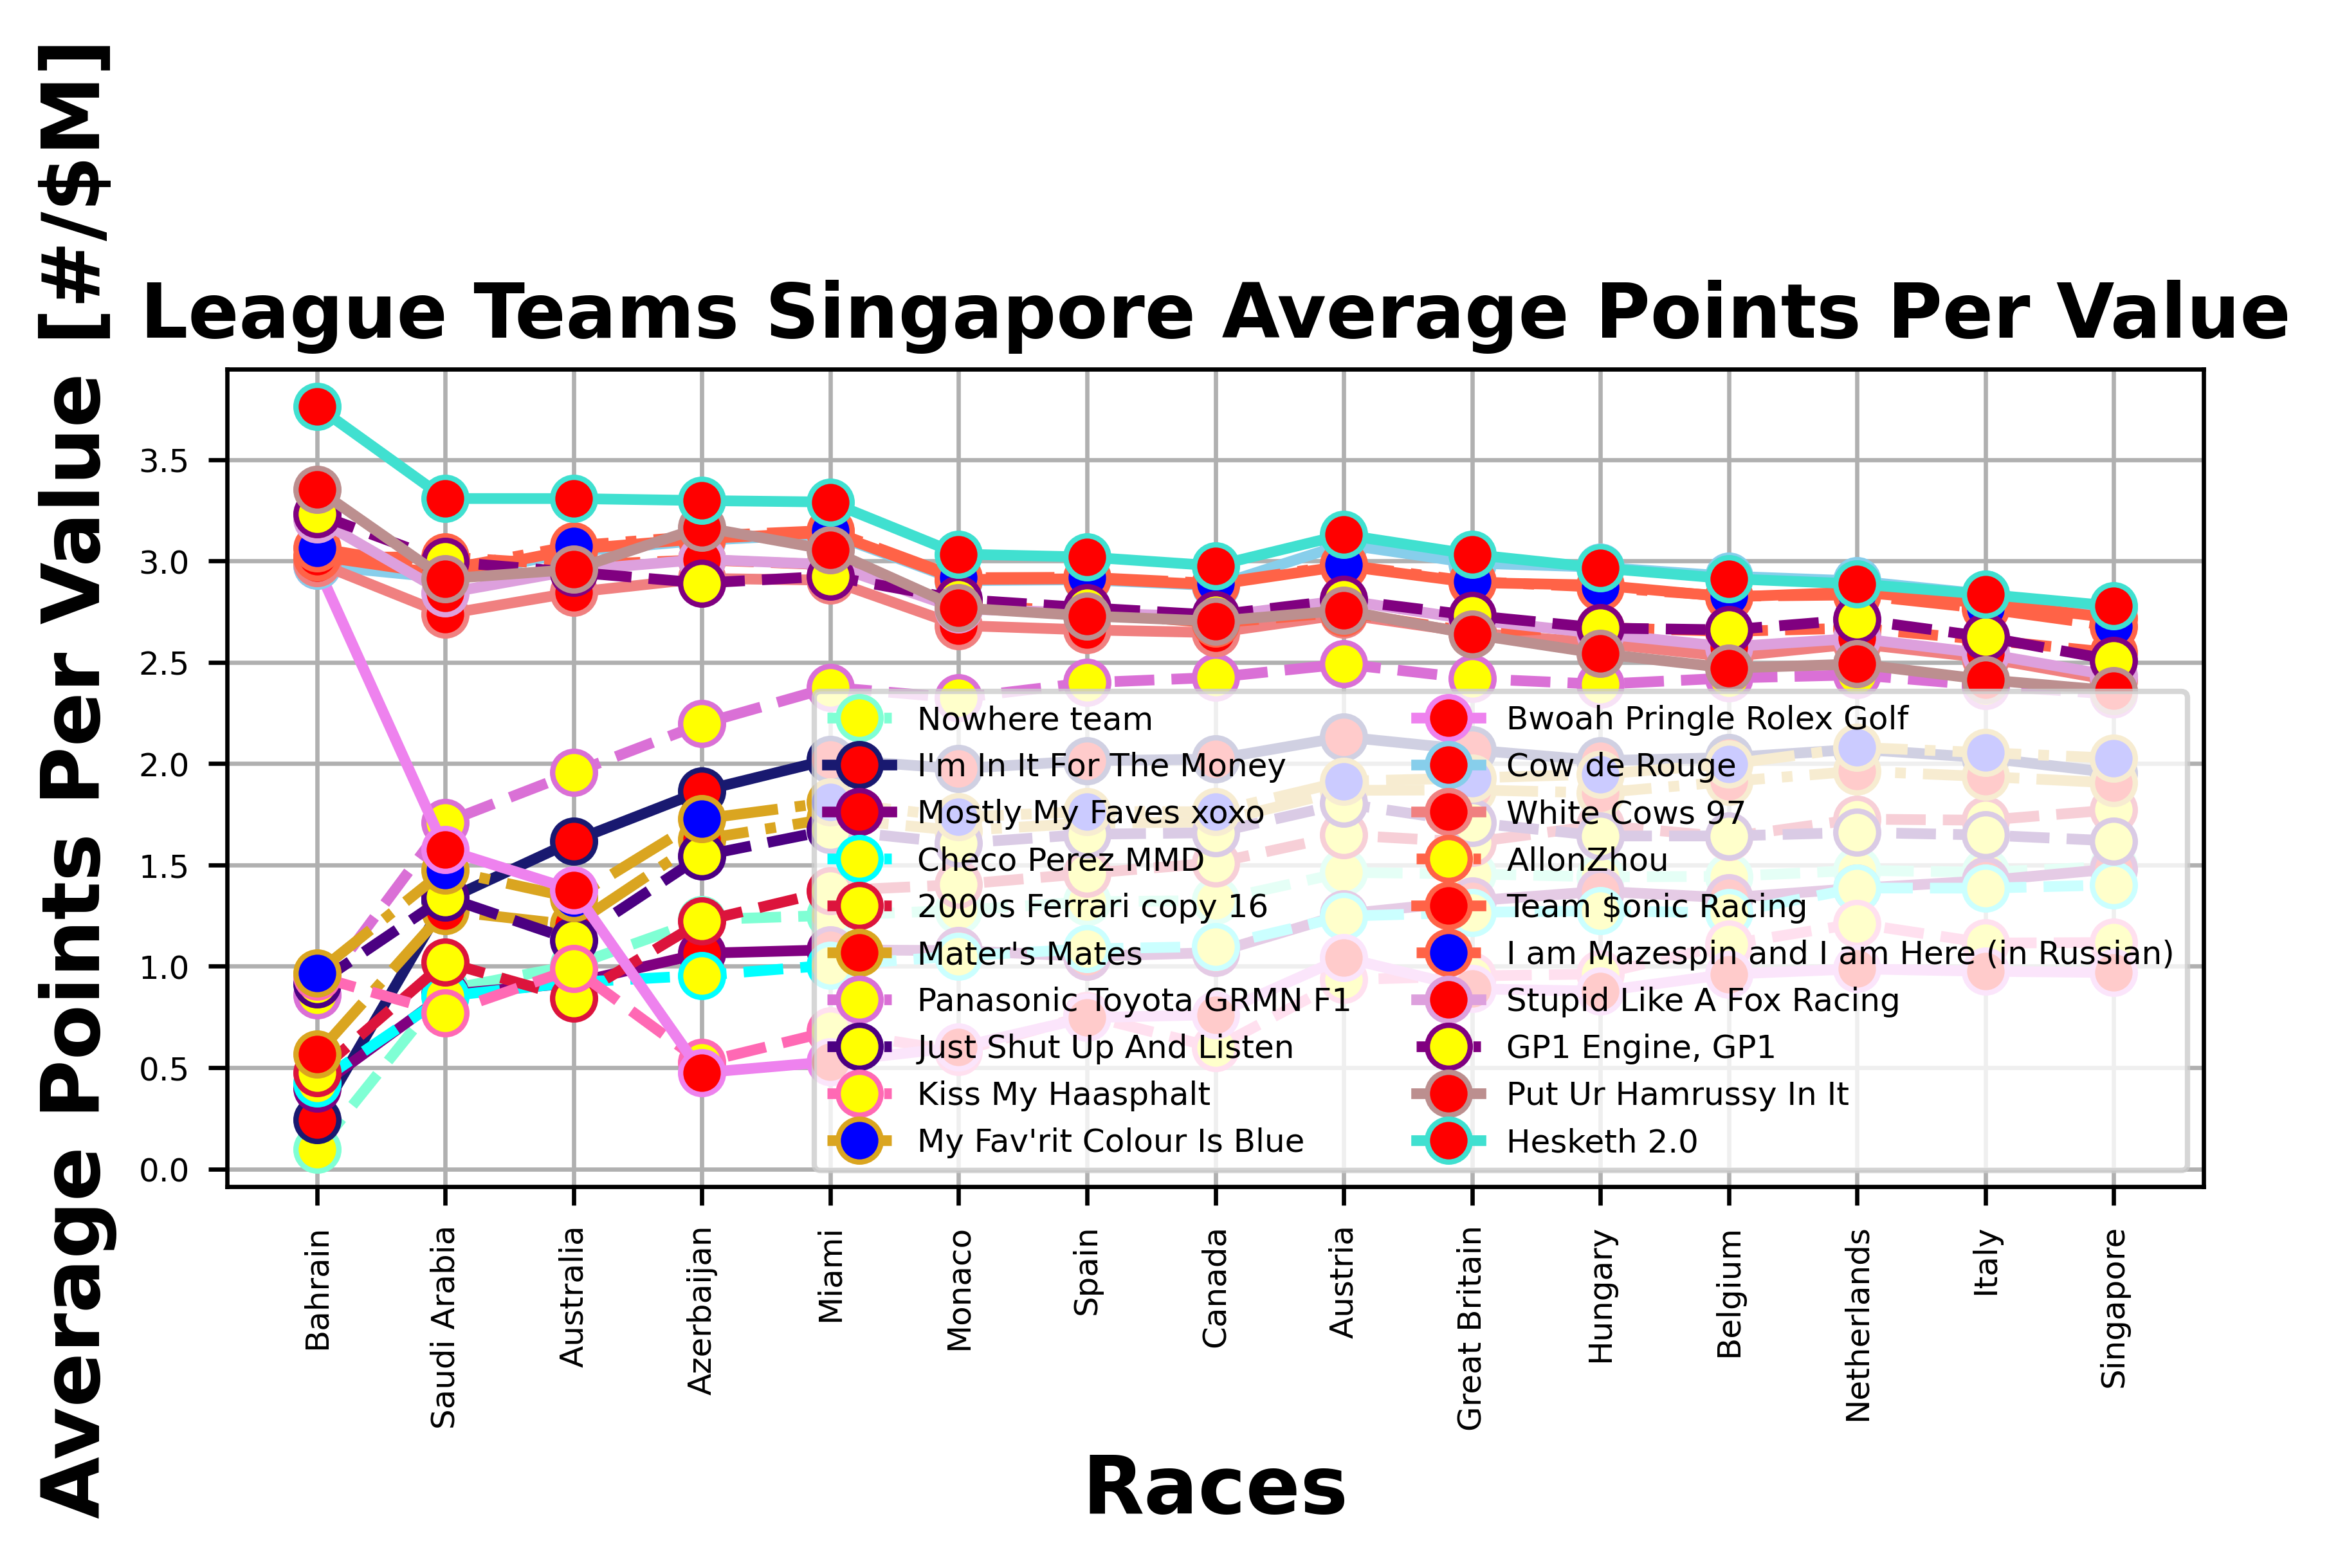 League Teams Singapore Average Points Per Value
Average Points Per Value [#/$M]
3.5
3.0
2.5
2.0
1.5
1.0
0.5
0.0
Nowhere team
I'm In It For The Money
Mostly My Faves xoxo
Checo Perez MMD
2000s Ferrari copy 16
Mater's Mates
Panasonic Toyota GRMN F1
Just Shut Up And Listen
Kiss My Haasphalt
My Fav'rit Colour Is Blue
Bwoah Pringle Rolex Golf
Cow de Rouge
White Cows 97
AllonZhou
Team $onic Racing
I am Mazespin and I am Here (in Russian)
Stupid Like A Fox Racing
GP1 Engine, GP1
Put Ur Hamrussy In It
Hesketh 2.0
Bahrain
Saudi Arabia
Australia
Azerbaijan
Miami
Monaco
Spain
Canada
Austria
Great Britain
Hungary
Belgium
Netherlands
Italy
Singapore
Races